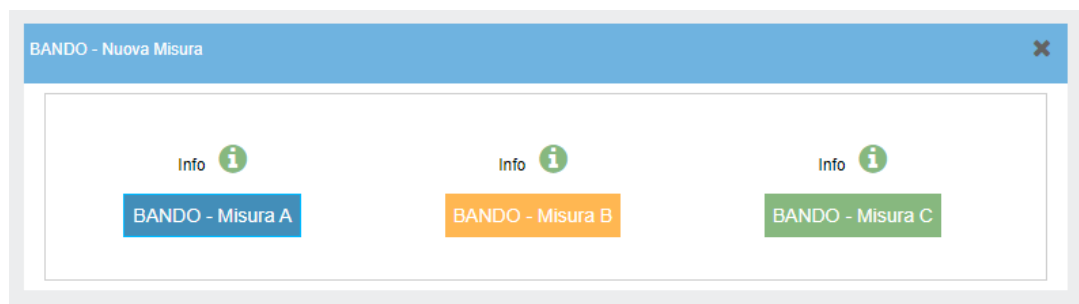 BANDO - Nuova Misura
Info Info Info
BANDO - Misura A BANDO - Misura B BANDO - Misura C